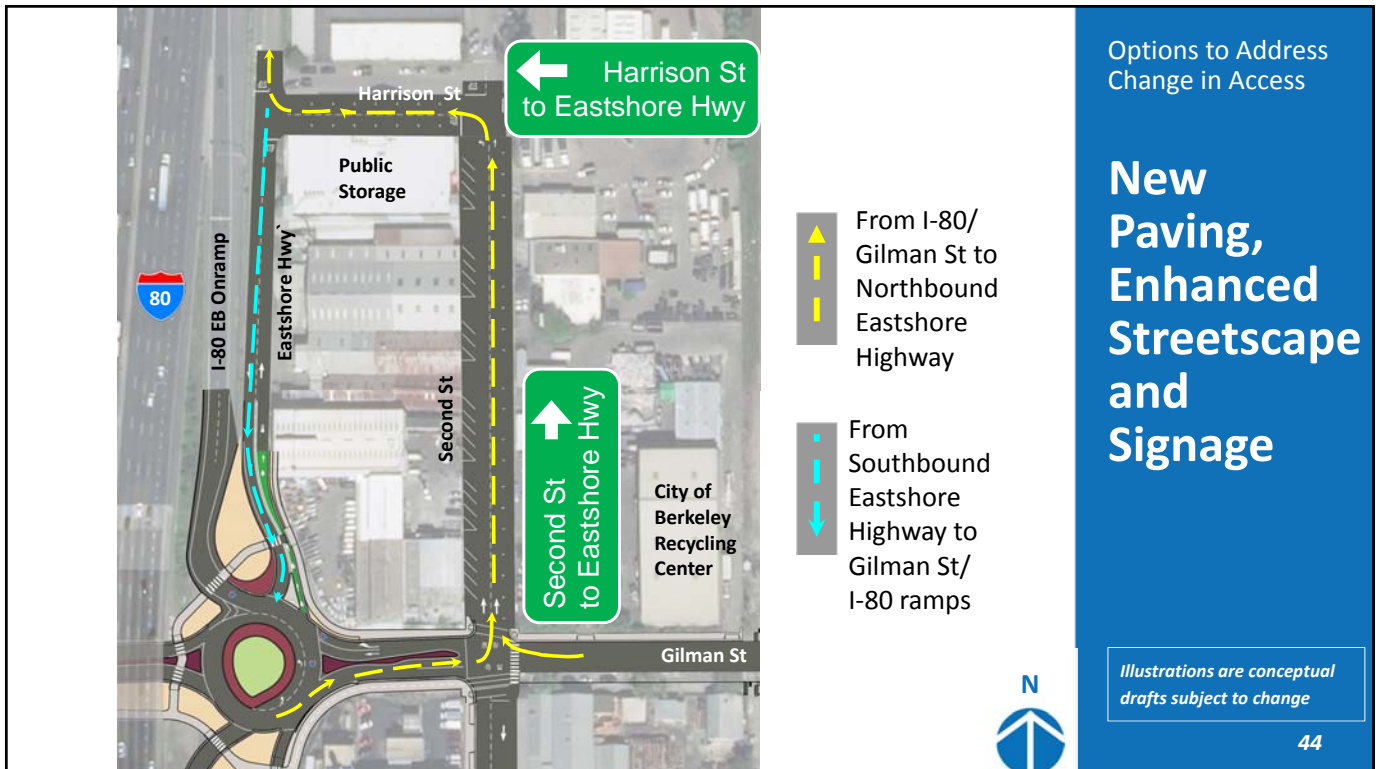 Harrison St
to Eastshore Hwy
Harrison St
Public
Storage
80
I-80 EB Onramp
Eastshore Hwy`
Second St
Second St
to Eastshore Hwy
City of
Berkeley
Recycling
Center
Gilman St
From I-80/
Gilman St to
Northbound
Eastshore
Highway
From
Southbound
Eastshore
Highway to
Gilman St/
I-80 ramps
N
Options to Address
Change in Access
New
Paving,
Enhanced
Streetscape
and
Signage
Illustrations are conceptual
drafts subject to change
44